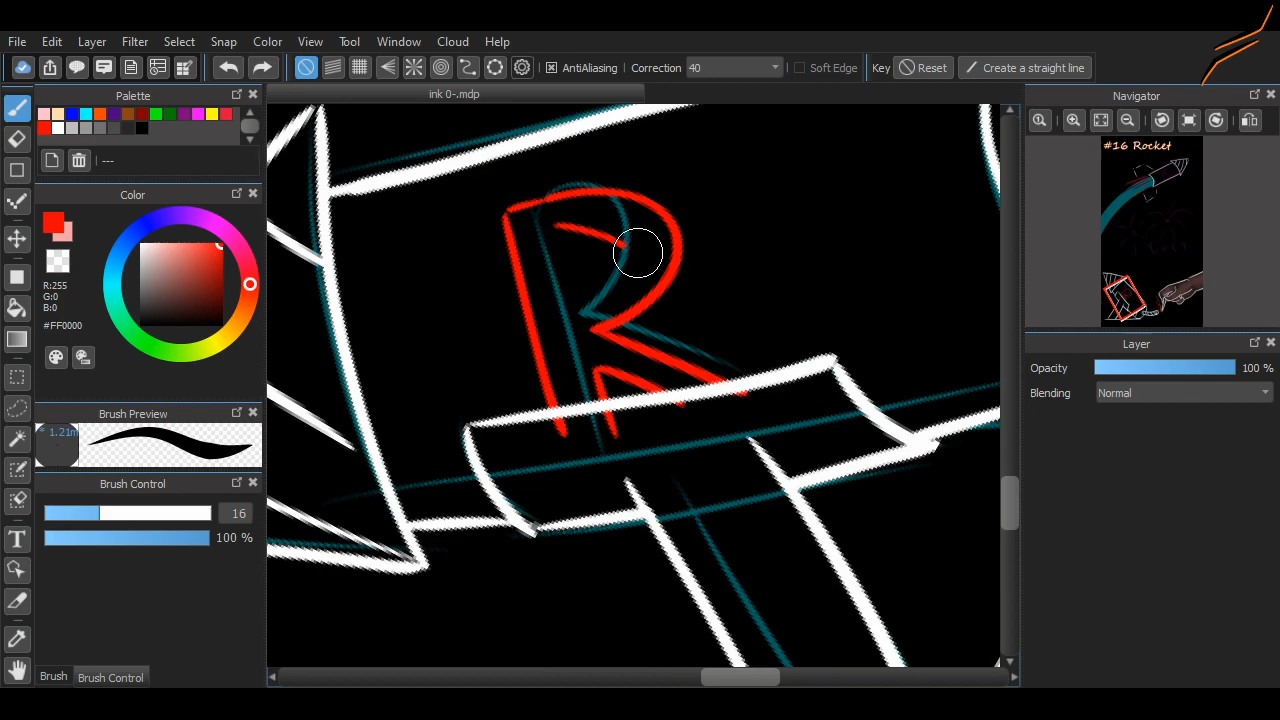 File Edit Layer Filter Select Snap Color View Tool Window Cloud Help
AntiAliasing Correction 40 Soft Edge Key Reset Create a straight line
Palette
ink 0-.mdp
Navigator
---
#16 Rocket
Color
R:255
G:0
B:0
#FF0000
R
Layer
Opacity 100 %
Blending Normal
Brush Preview
* 1.21m
Brush Control
16
100 %
Brush Brush Control